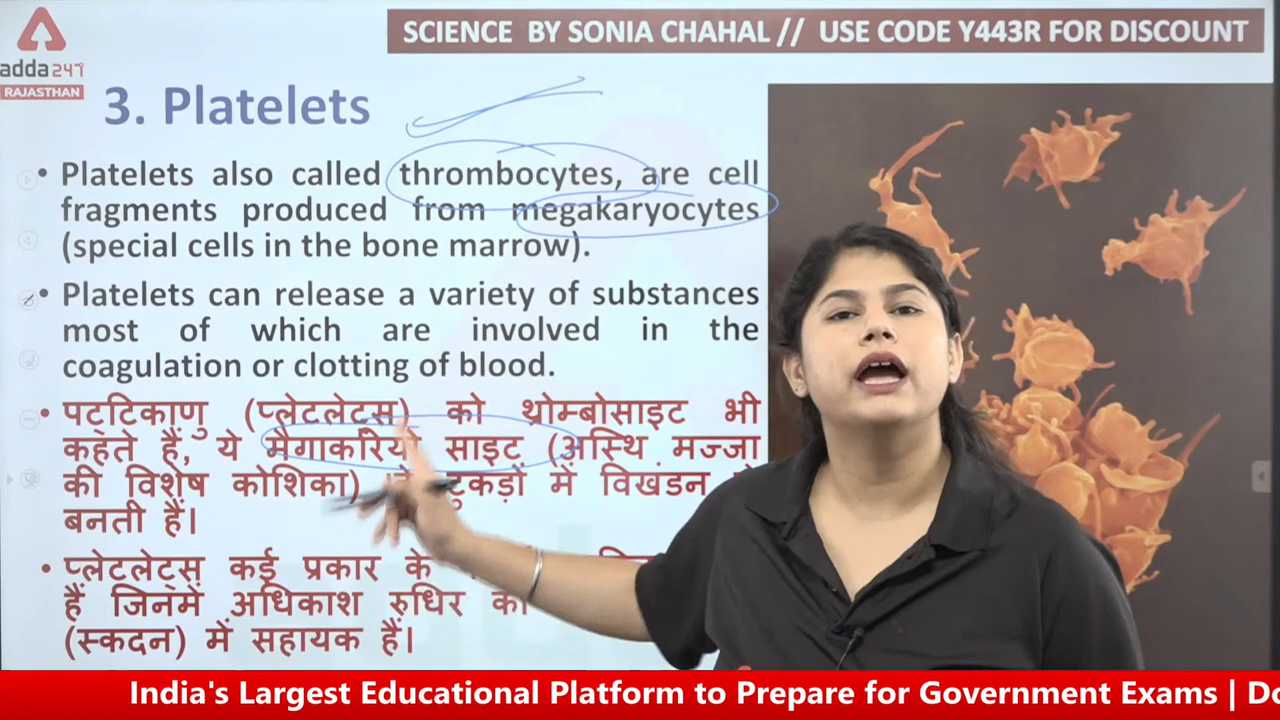 SCIENCE BY SONIA CHAHAL // USE CODE Y443R FOR DISCOUNT
adda247
RAJASTHAN
3. Platelets
• Platelets also called thrombocytes, are cell
fragments produced from megakaryocytes
(special cells in the bone marrow).
• Platelets can release a variety of substances
most of which are involved in the
coagulation or clotting of blood.
• पट्टिकाणु (प्लेटलेट्स) को थ्रोम्बोसाइट भी
कहते हैं, ये मैगाकरियो साइट (अस्थि मज्जा
की विशेष कोशिका) टुकड़ों में विखंडन
बनती हैं।
• प्लेटलेट्स कई प्रकार के
हैं जिनमें अधिकाश रुधिर का
(स्कदन) में सहायक हैं।
India's Largest Educational Platform to Prepare for Government Exams |